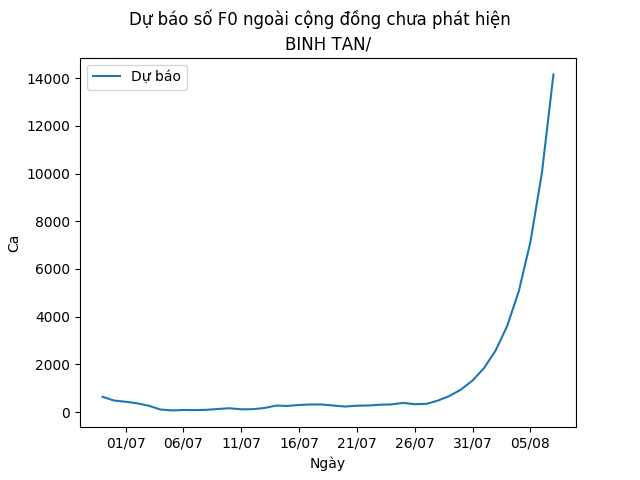 Dự báo số F0 ngoài cộng đồng chưa phát hiện
BINH TAN/
Dự báo
14000
12000
10000
8000
6000
4000
2000
0
Ca
01/07 06/07 11/07 16/07 21/07 26/07 31/07 05/08
Ngày